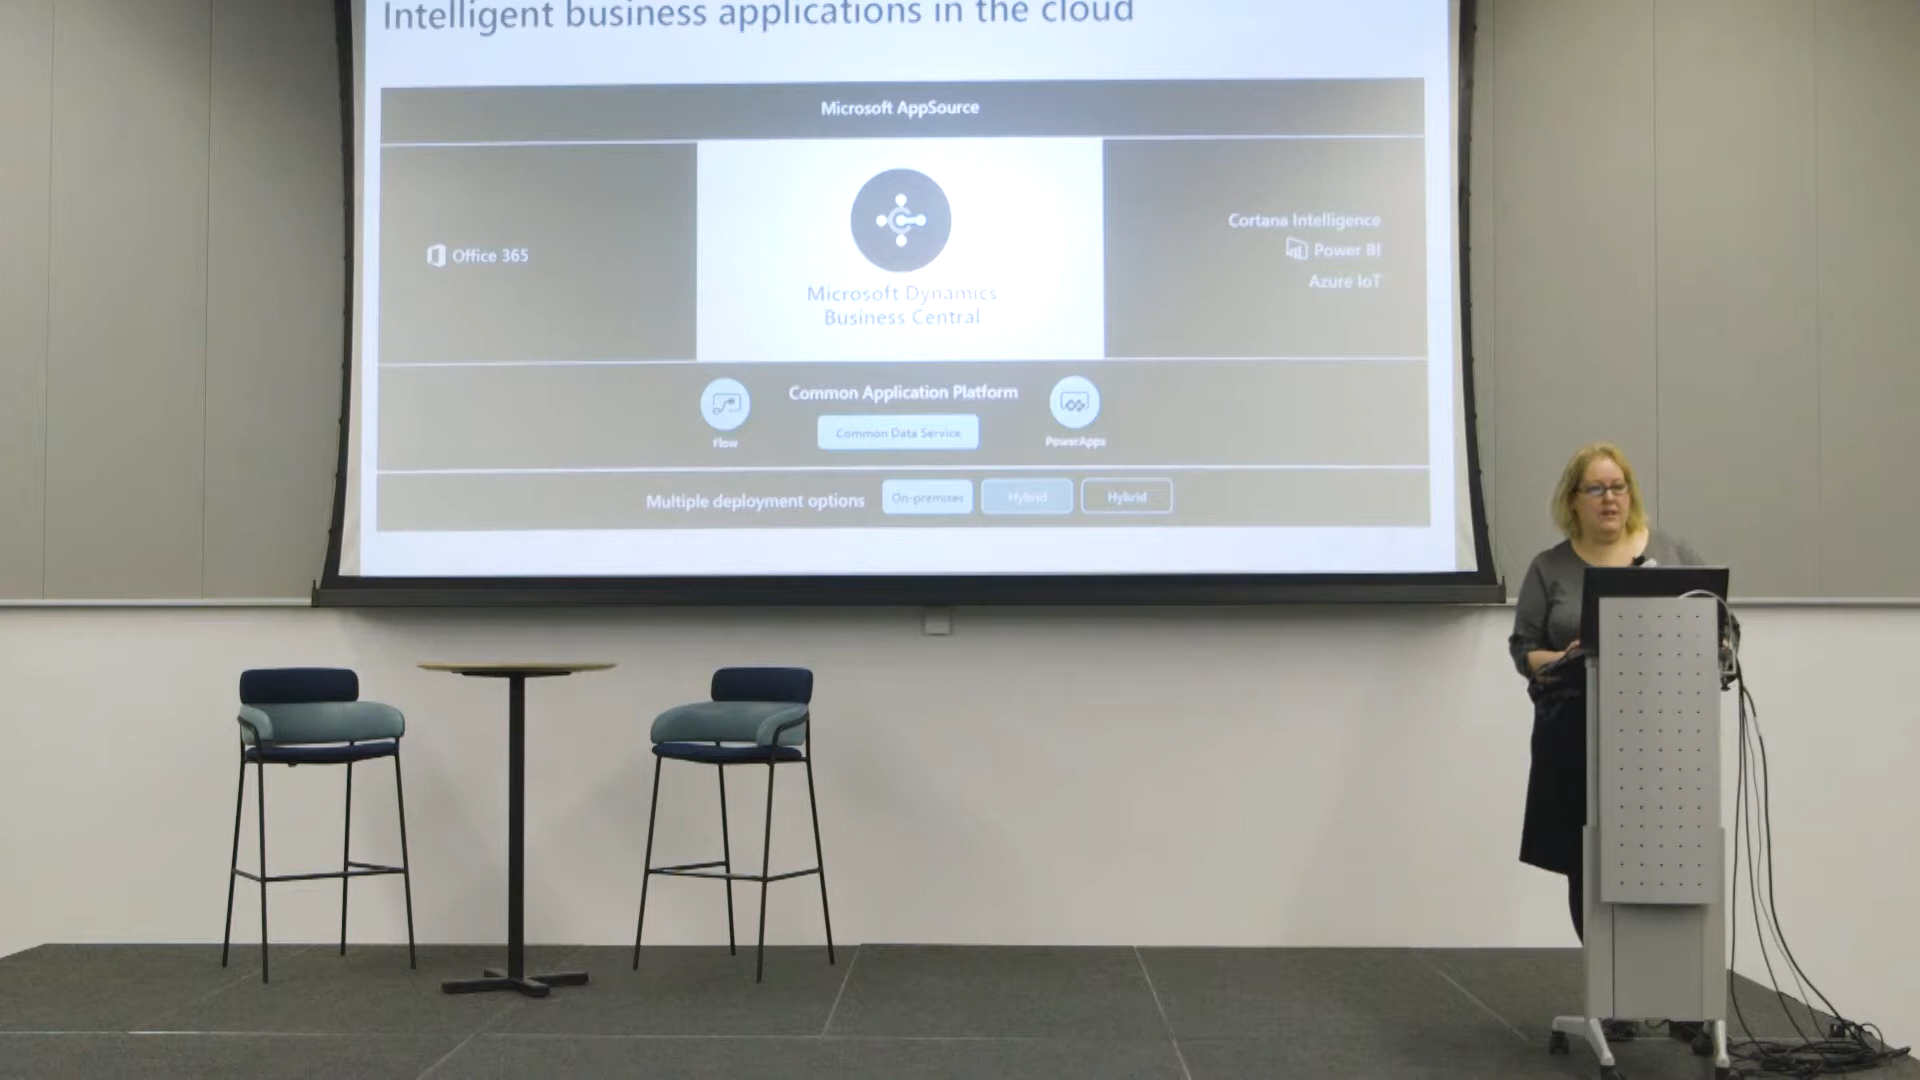 Intelligent business applications in the cloud
Microsoft AppSource
Office 365
Microsoft Dynamics
Business Central
Cortana Intelligence
Power BI
Azure IoT
Common Application Platform
Flow
Common Data Service
PowerApps
Multiple deployment options
On-premises
Hybrid
Hybrid